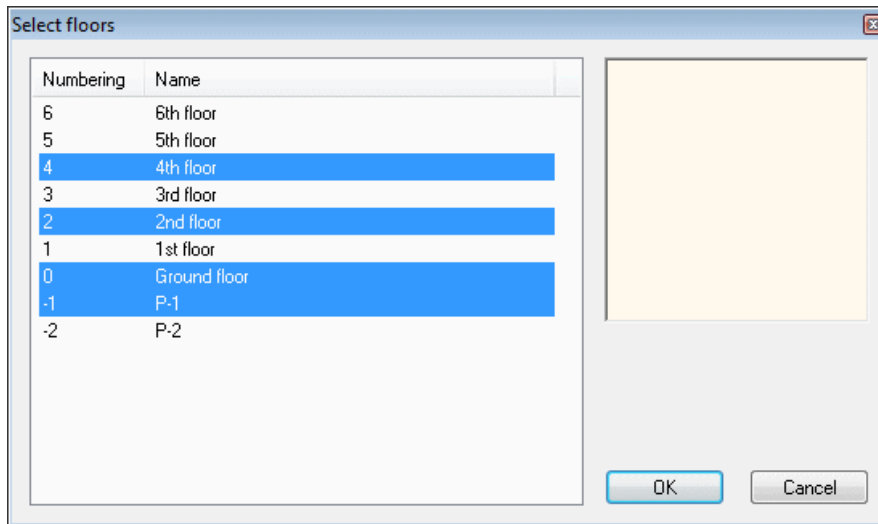 Select floors
Numbering Name
6 6th floor
5 5th floor
4 4th floor
3 3rd floor
2 2nd floor
1 1st floor
0 Ground floor
-1 P-1
-2 P-2
OK Cancel